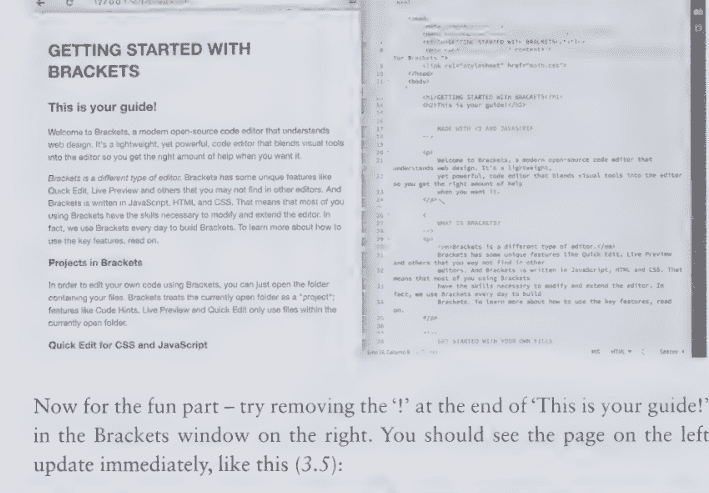 GETTING STARTED WITH
BRACKETS
This is your guide!
Welcome to Brackets, a modern open-source code editor that understands
web design. It's a lightweight, yet powerful, code editor that blends visual tools
into the editor so you get the right amount of help when you want it.
Brackets is a different type of editor. Brackets has some unique features like
Quick Edit, Live Preview and others that you may not find in other editors. And
Brackets is written in JavaScript, HTML and CSS. That means that most of you
using Brackets have the skills necessary to modify and extend the editor. In
fact, we use Brackets every day to build Brackets. To learn more about how to
use the key features, read on.
Projects in Brackets
In order to edit your own code using Brackets, you can just open the folder
containing your files. Brackets treats the currently open folder as a "project";
features like Code Hints, Live Preview and Quick Edit only use files within the
currently open folder.
Quick Edit for CSS and JavaScript
<link rel="stylesheet" href="main.css">
</head>
<body>
<h1>GETTING STARTED WITH BRACKETS</h1>
<h2>This is your guide!</h2>
MADE WITH <3 AND JAVASCRIPT
-->
<p>
Welcome to Brackets, a modern open-source code editor that
understands web design. It's a lightweight,
yet powerful, code editor that blends visual tools into the editor
so you get the right amount of help
when you want it.
</p>
WHAT IS BRACKETS?
-->
<p>
<em>Brackets is a different type of editor.</em>
Brackets has some unique features like Quick Edit, Live Preview
and others that you may not find in other
editors. And Brackets is written in JavaScript, HTML and CSS. That
means that most of you using Brackets
have the skills necessary to modify and extend the editor. In
fact, we use Brackets every day to build
Brackets. To learn more about how to use the key features, read
on.
</p>
GET STARTED WITH YOUR OWN FILES
INS HTML
Now for the fun part – try removing the ‘!’ at the end of ‘This is your guide!’
in the Brackets window on the right. You should see the page on the left
update immediately, like this (3.5):